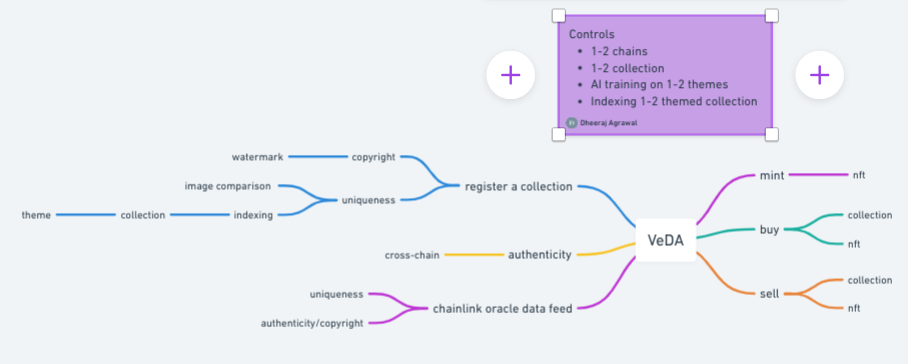 Controls
• 1-2 chains
• 1-2 collection
• AI training on 1-2 themes
• Indexing 1-2 themed collection
Dheeraj Agrawal
watermark
copyright
image comparison
uniqueness
theme
collection
indexing
register a collection
cross-chain
authenticity
uniqueness
authenticity/copyright
chainlink oracle data feed
VeDA
mint
nft
buy
collection
nft
sell
collection
nft